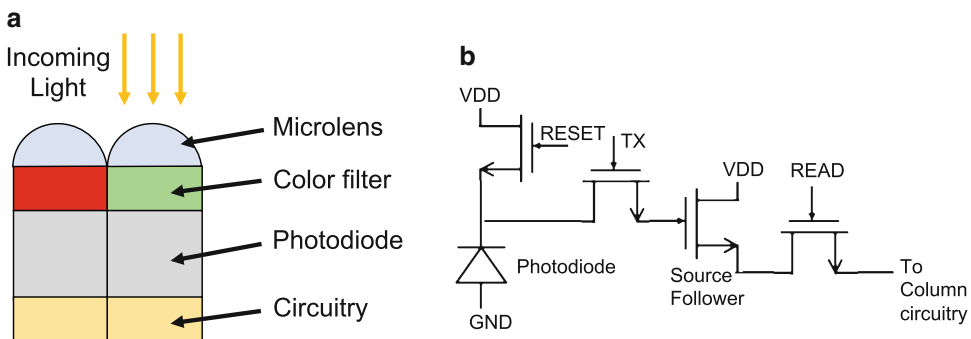 a
Incoming
Light
Microlens
Color filter
Photodiode
Circuitry
b
VDD
RESET
TX
VDD
READ
Photodiode
Source
Follower
GND
To
Column
circuitry